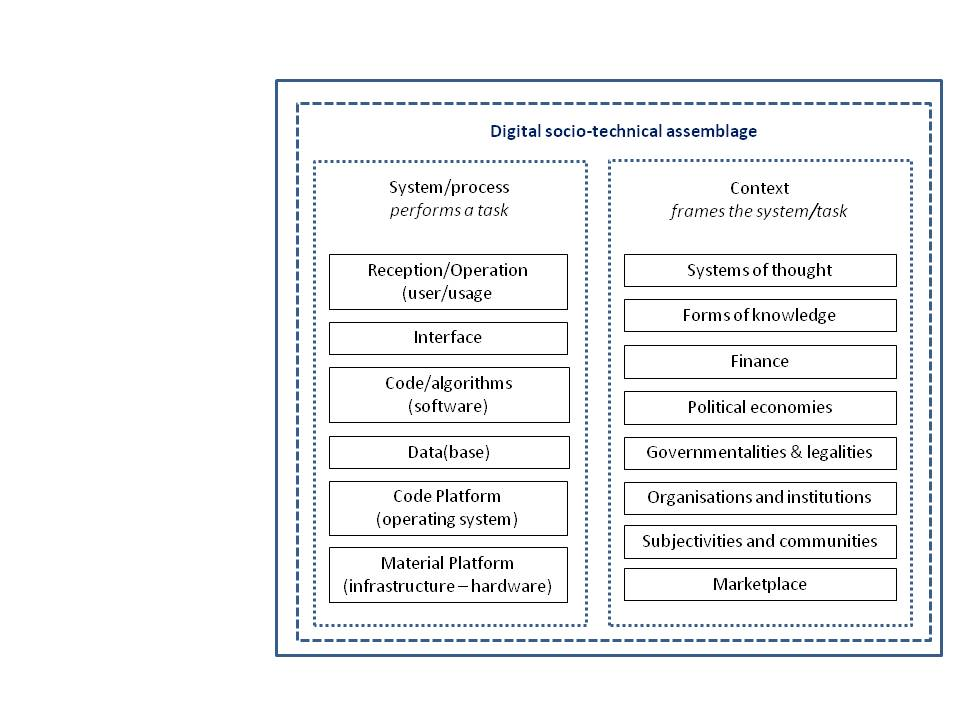 Digital socio-technical assemblage
System/process
performs a task
Reception/Operation
(user/usage
Interface
Code/algorithms
(software)
Data(base)
Code Platform
(operating system)
Material Platform
(infrastructure – hardware)
Context
frames the system/task
Systems of thought
Forms of knowledge
Finance
Political economies
Governmentalities & legalities
Organisations and institutions
Subjectivities and communities
Marketplace